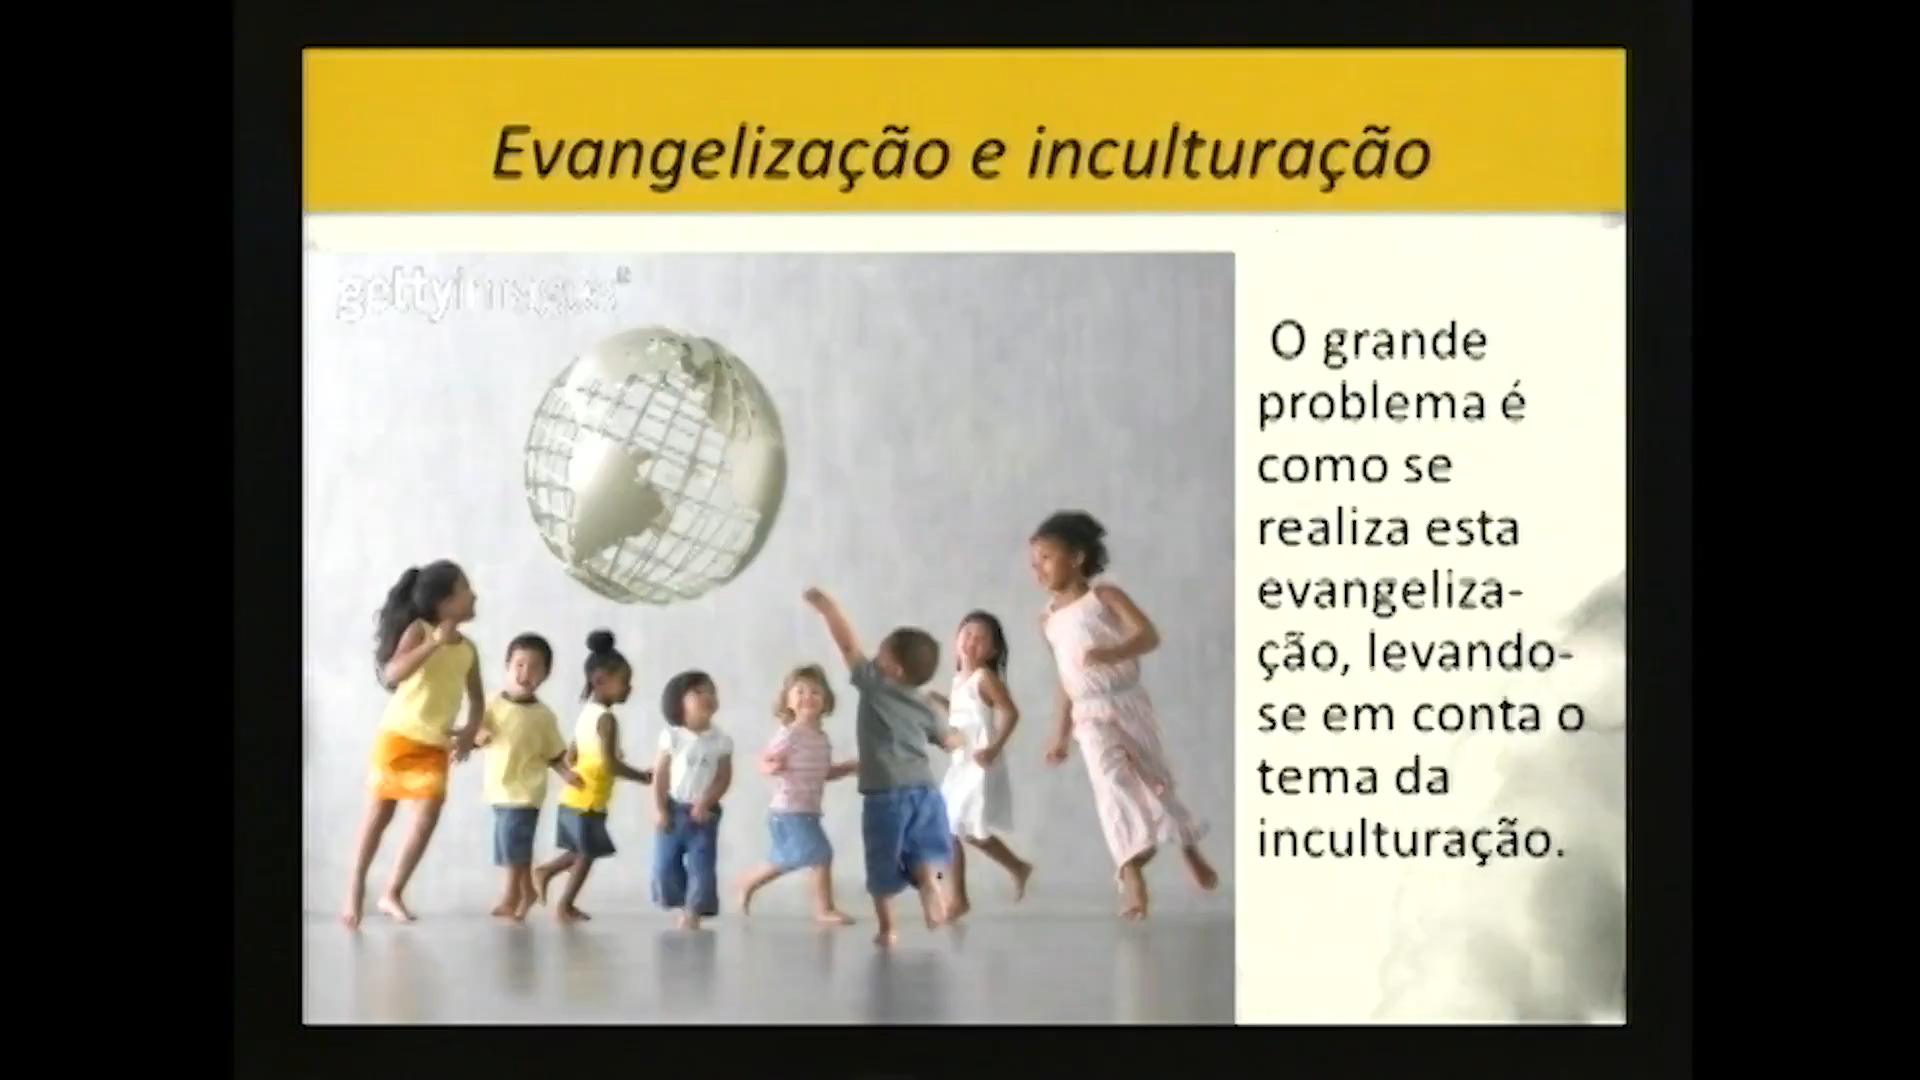 Evangelização e inculturação
gettyimages
O grande
problema é
como se
realiza esta
evangeliza-
ção, levando-
se em conta o
tema da
inculturação.